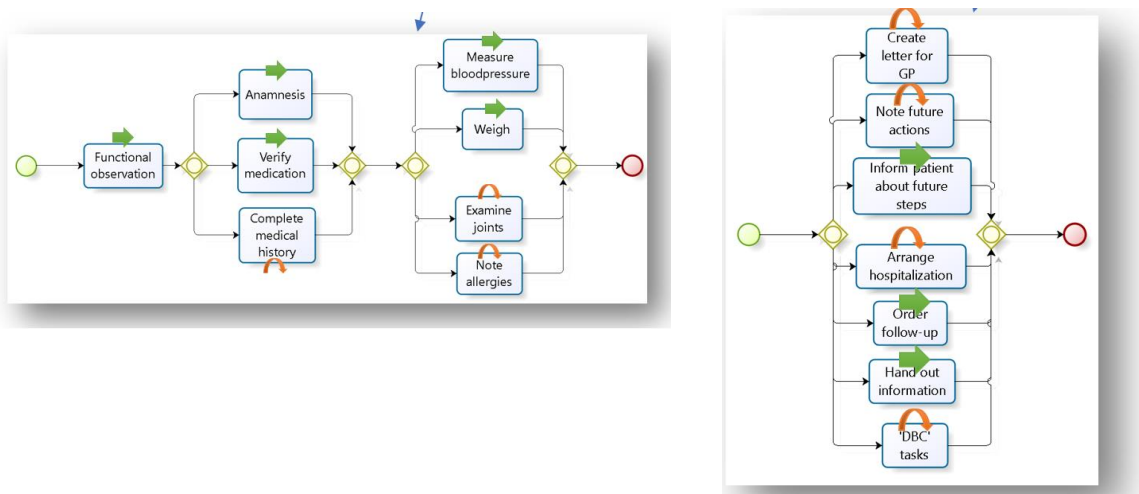 Functional
observation
Anamnesis
Verify
medication
Complete
medical
history
Measure
bloodpressure
Weigh
Examine
joints
Note
allergies
Create
letter for
GP
Note future
actions
Inform patient
about future
steps
Arrange
hospitalization
Order
follow-up
Hand out
information
'DBC'
tasks